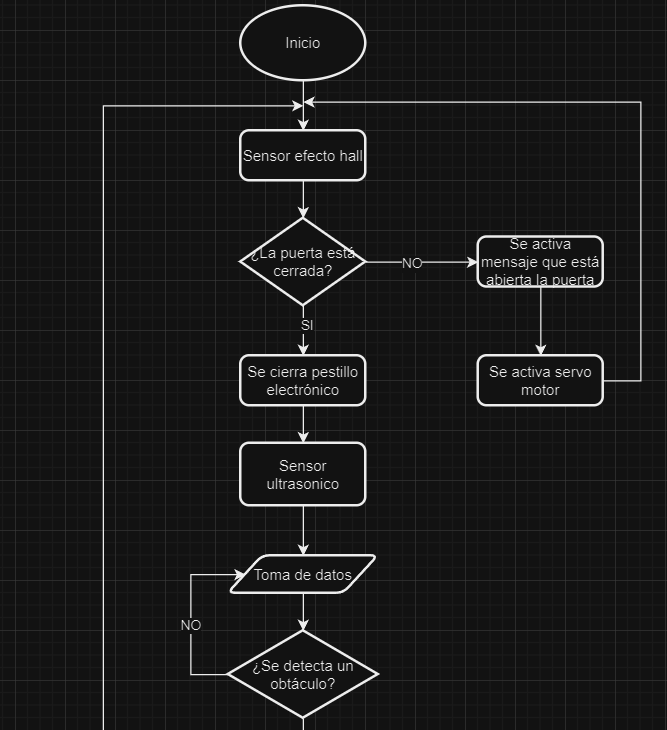 Inicio
Sensor efecto hall
¿La puerta está
cerrada?
NO
Se activa
mensaje que está
abierta la puerta
SI
Se cierra pestillo
electrónico
Se activa servo
motor
Sensor
ultrasonico
Toma de datos
NO
¿Se detecta un
obtáculo?